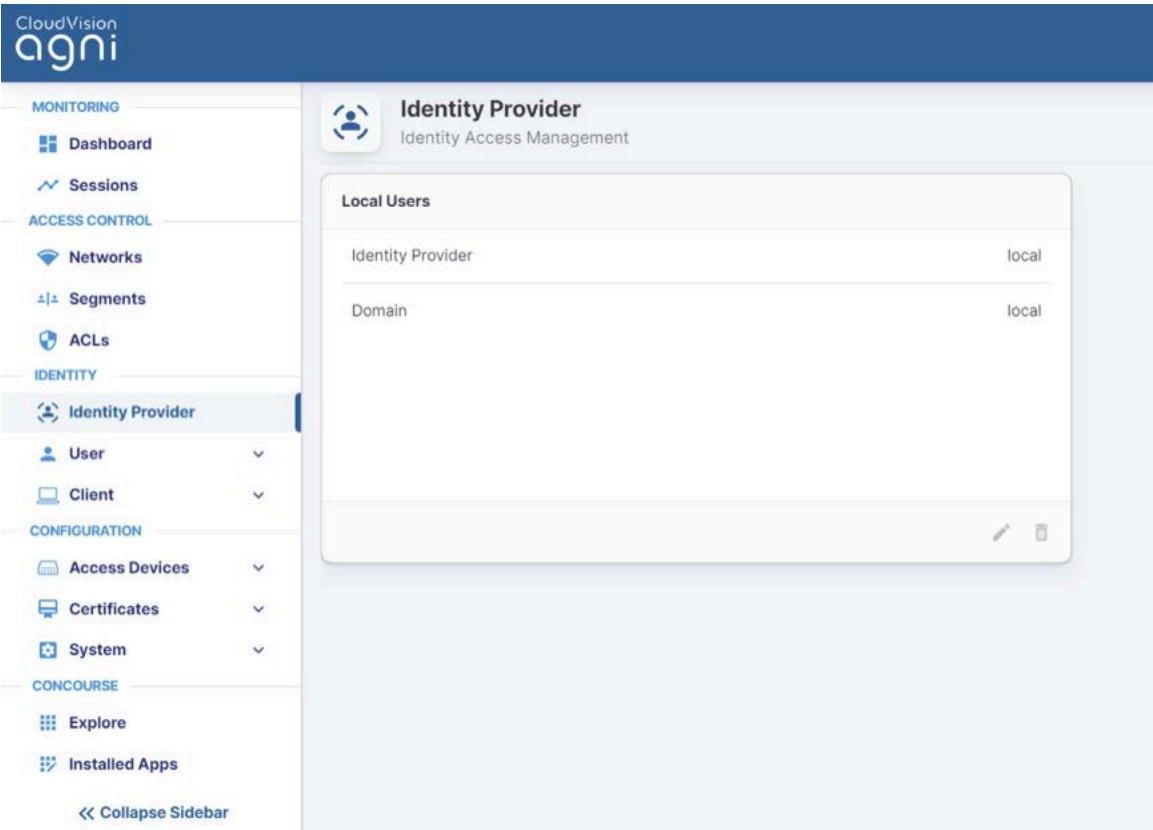 CloudVision
agni
MONITORING
Dashboard
Sessions
ACCESS CONTROL
Networks
Segments
ACLs
IDENTITY
Identity Provider
User
Client
CONFIGURATION
Access Devices
Certificates
System
CONCOURSE
Explore
Installed Apps
Collapse Sidebar
Identity Provider
Identity Access Management
Local Users
Identity Provider local
Domain local